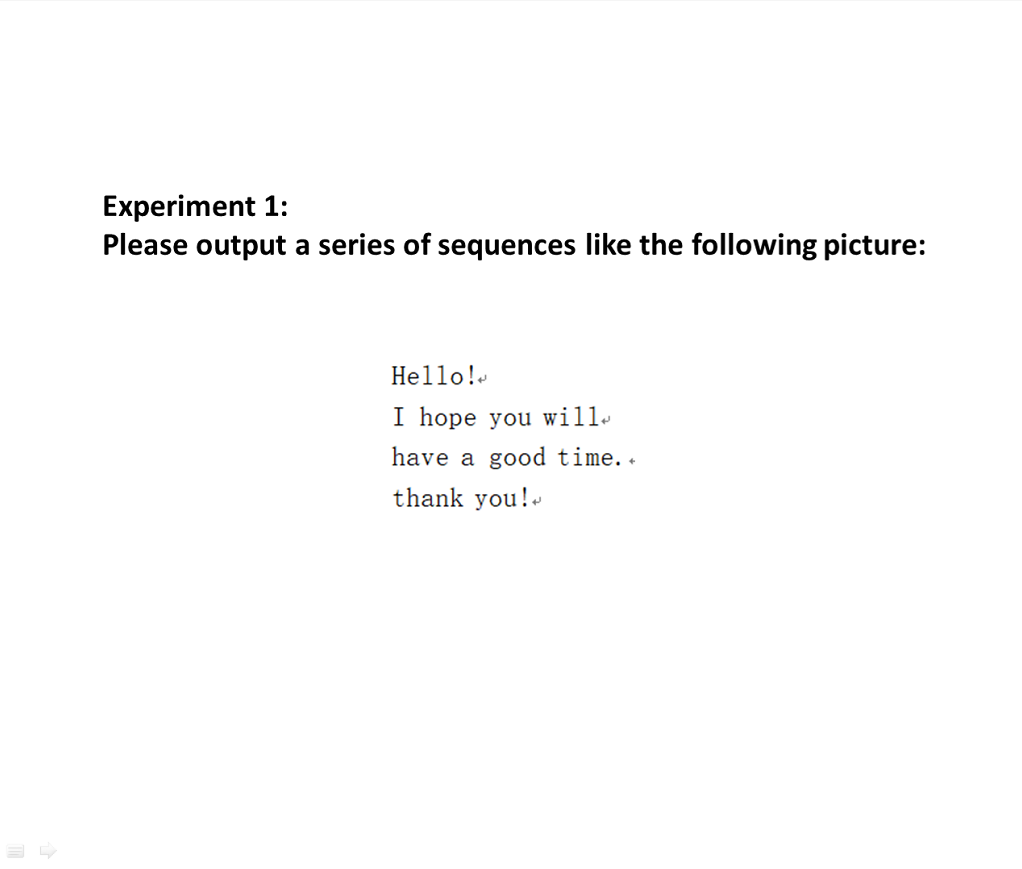 Experiment 1:
Please output a series of sequences like the following picture:
Hello!↵
I hope you will↵
have a good time.↵
thank you!↵